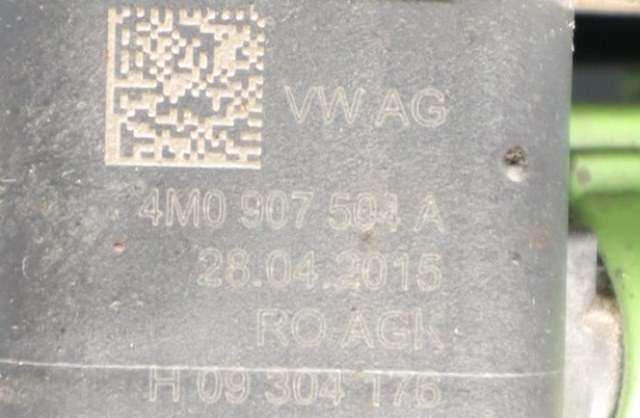 VW AG
4M0 907 504 A
28.04.2015
RO AGK
H 09 304 176